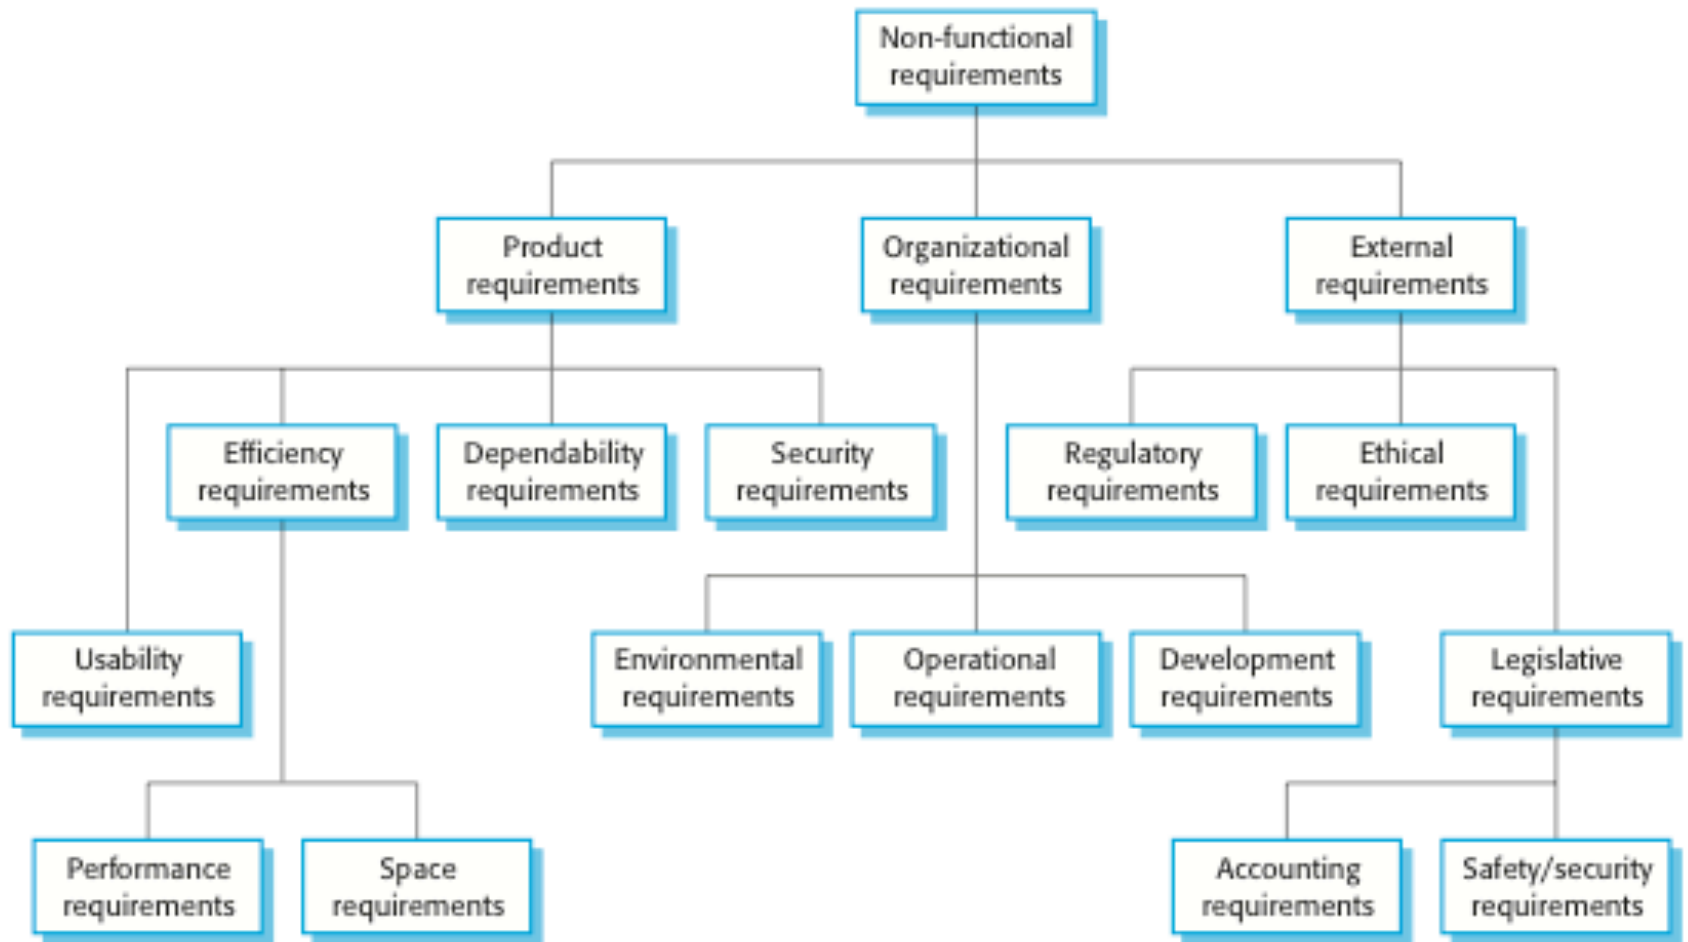 Non-functional
requirements
Product
requirements
Organizational
requirements
External
requirements
Efficiency
requirements
Dependability
requirements
Security
requirements
Regulatory
requirements
Ethical
requirements
Usability
requirements
Environmental
requirements
Operational
requirements
Development
requirements
Legislative
requirements
Performance
requirements
Space
requirements
Accounting
requirements
Safety/security
requirements